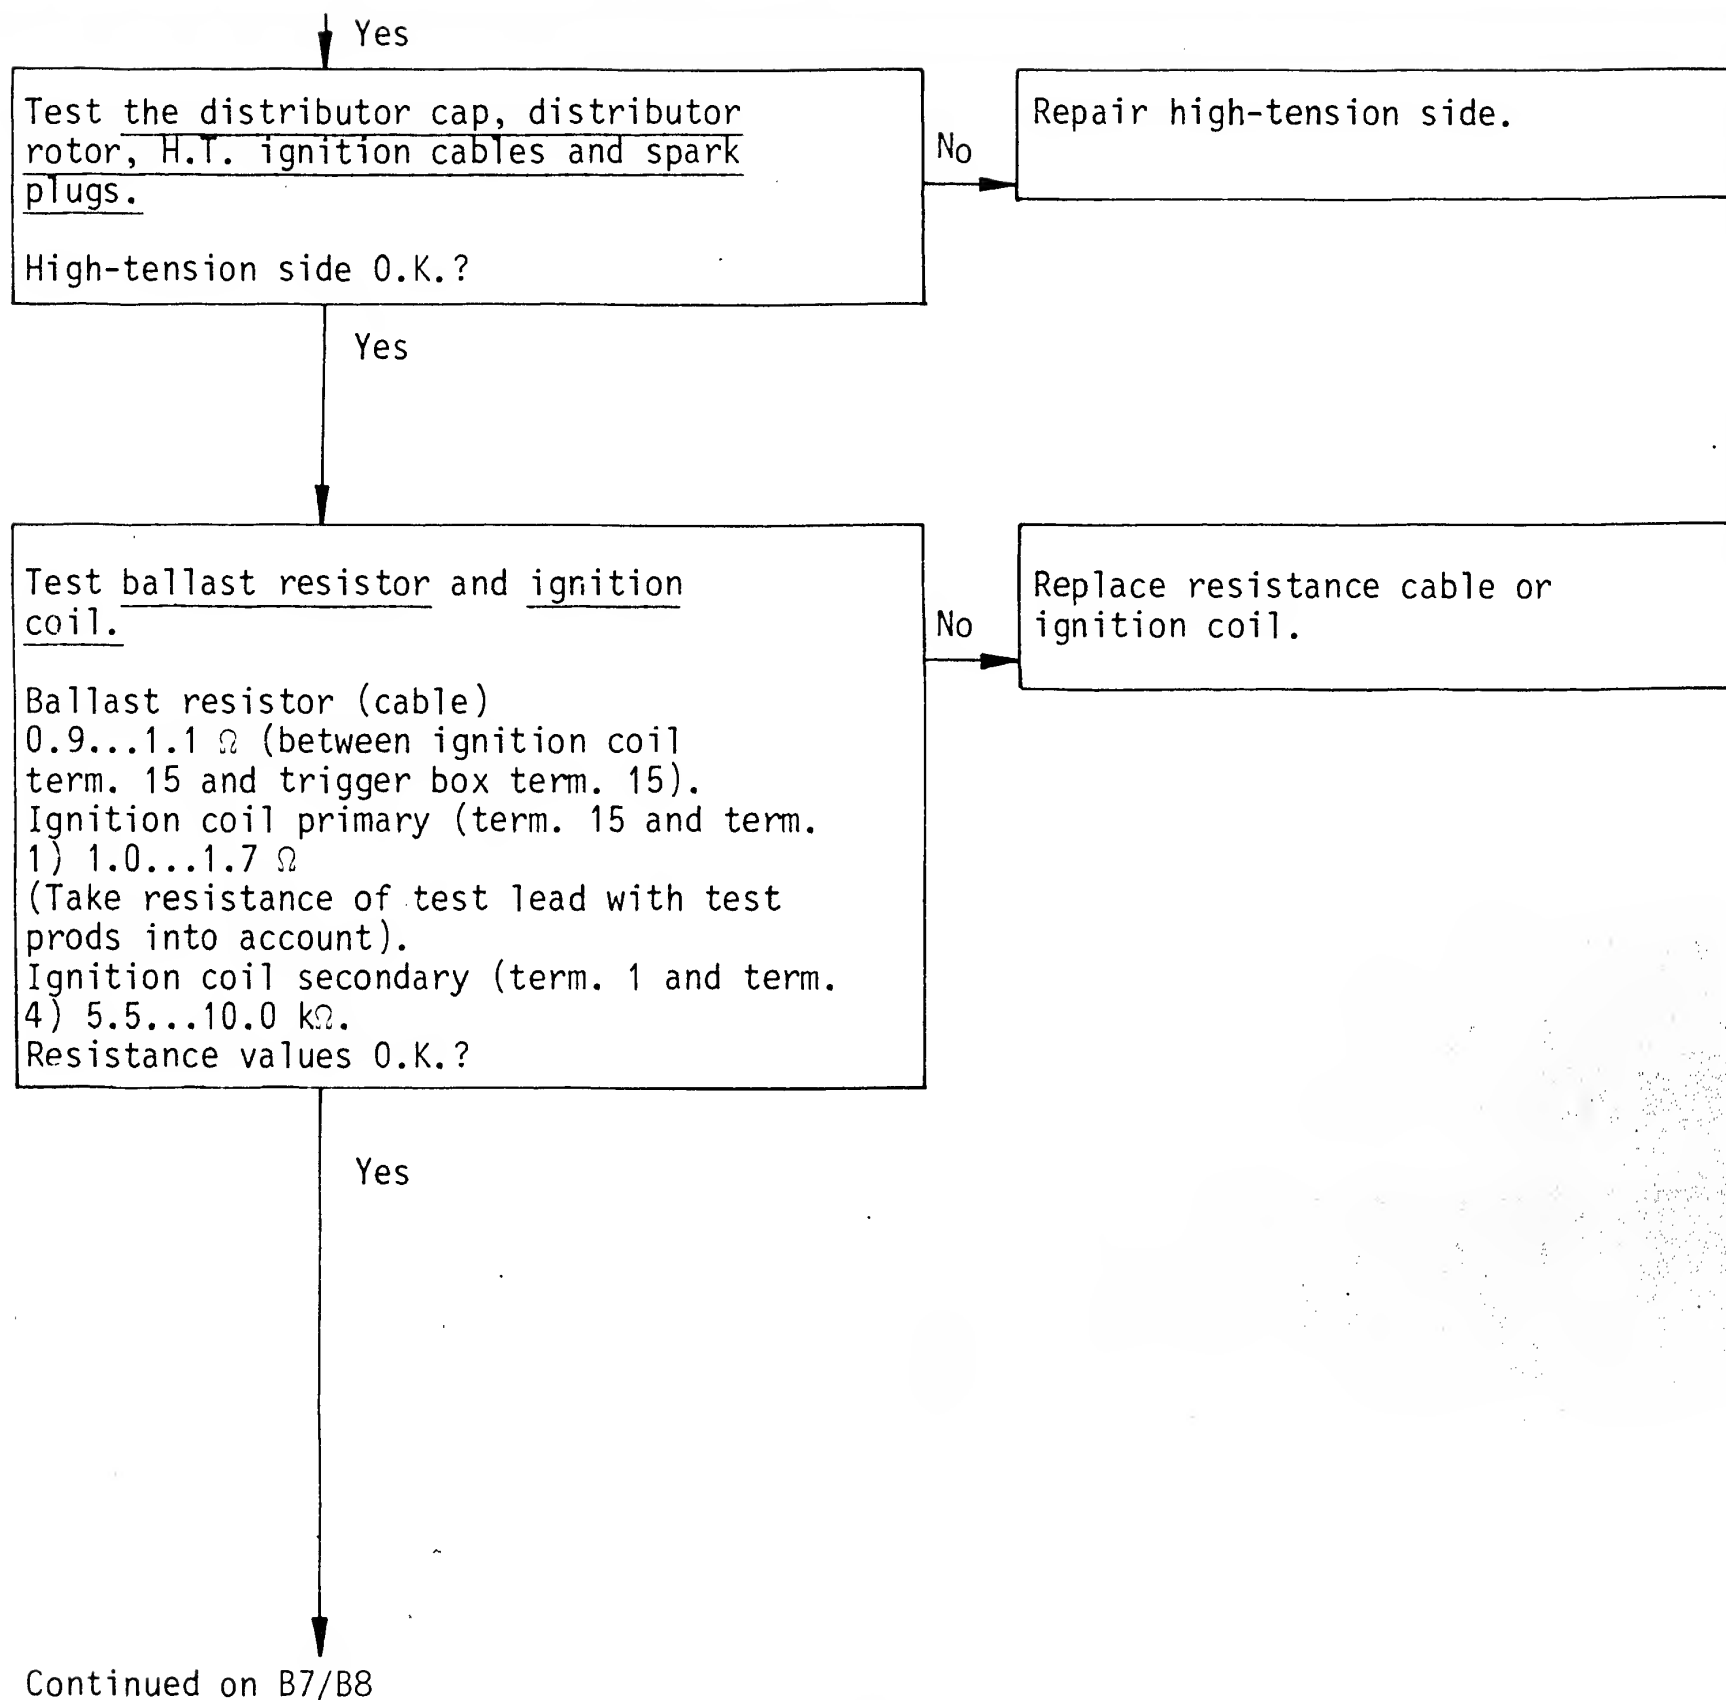 Yes
Test the distributor cap, distributor
rotor, H.T. ignition cables and spark
plugs.
High-tension side O.K.?
No
Repair high-tension side.
Yes
Test ballast resistor and ignition
coil.
Ballast resistor (cable)
0.9...1.1 Ω (between ignition coil
term. 15 and trigger box term. 15).
Ignition coil primary (term. 15 and term.
1) 1.0...1.7 Ω
(Take resistance of test lead with test
prods into account).
Ignition coil secondary (term. 1 and term.
4) 5.5...10.0 kΩ.
Resistance values O.K.?
No
Replace resistance cable or
ignition coil.
Yes
Continued on B7/B8